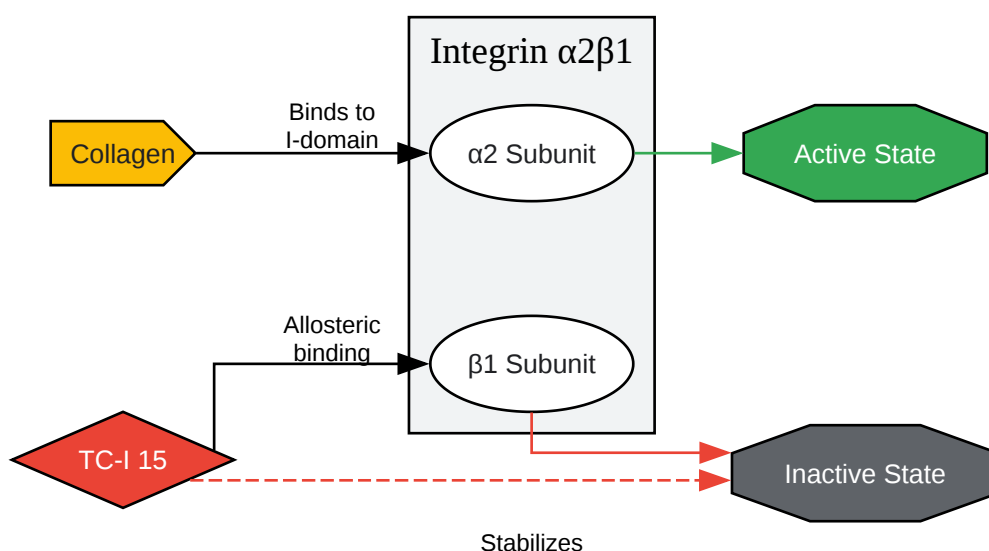 Integrin α2β1
Binds to
I-domain
Collagen
α2 Subunit
Active State
Allosteric
binding
β1 Subunit
TC-I 15
Inactive State
Stabilizes